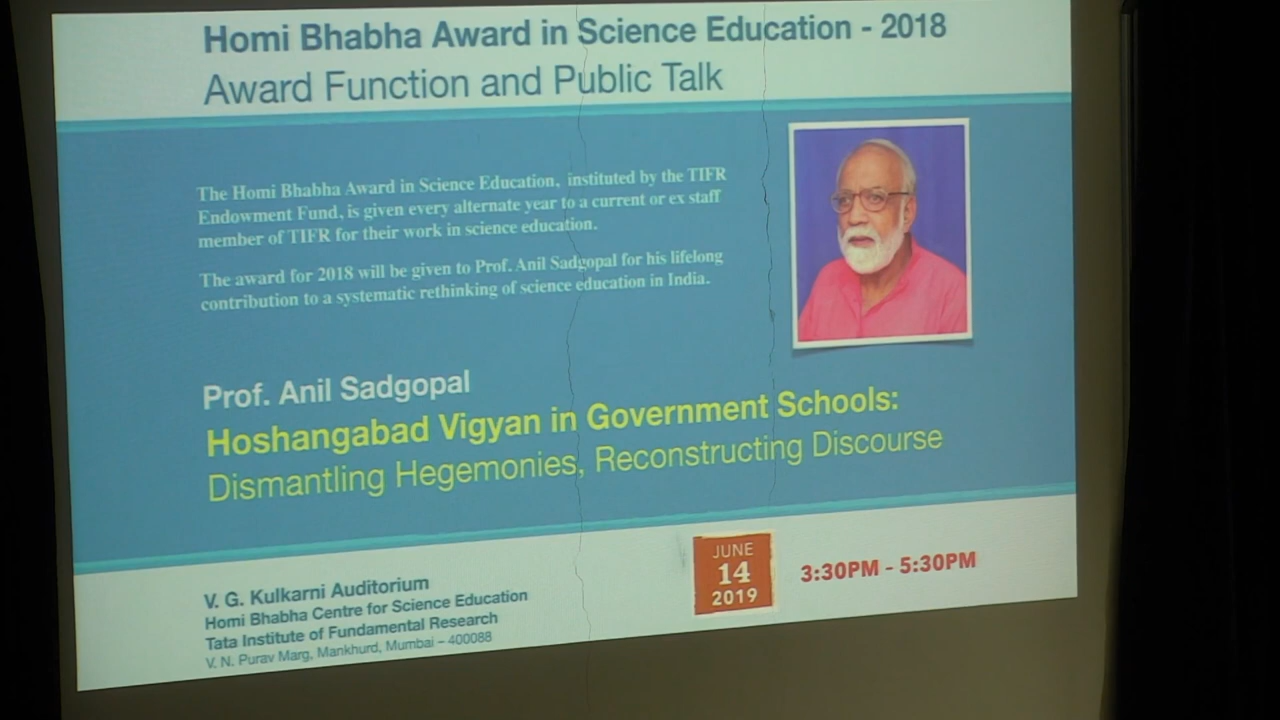 Homi Bhabha Award in Science Education - 2018
Award Function and Public Talk
The Homi Bhabha Award in Science Education, instituted by the TIFR
Endowment Fund, is given every alternate year to a current or ex staff
member of TIFR for their work in science education.
The award for 2018 will be given to Prof. Anil Sadgopal for his lifelong
contribution to a systematic rethinking of science education in India.
Prof. Anil Sadgopal
Hoshangabad Vigyan in Government Schools:
Dismantling Hegemonies, Reconstructing Discourse
V. G. Kulkarni Auditorium
Homi Bhabha Centre for Science Education
Tata Institute of Fundamental Research
V. N. Purav Marg, Mankhurd, Mumbai – 400088
JUNE
14
2019
3:30PM - 5:30PM